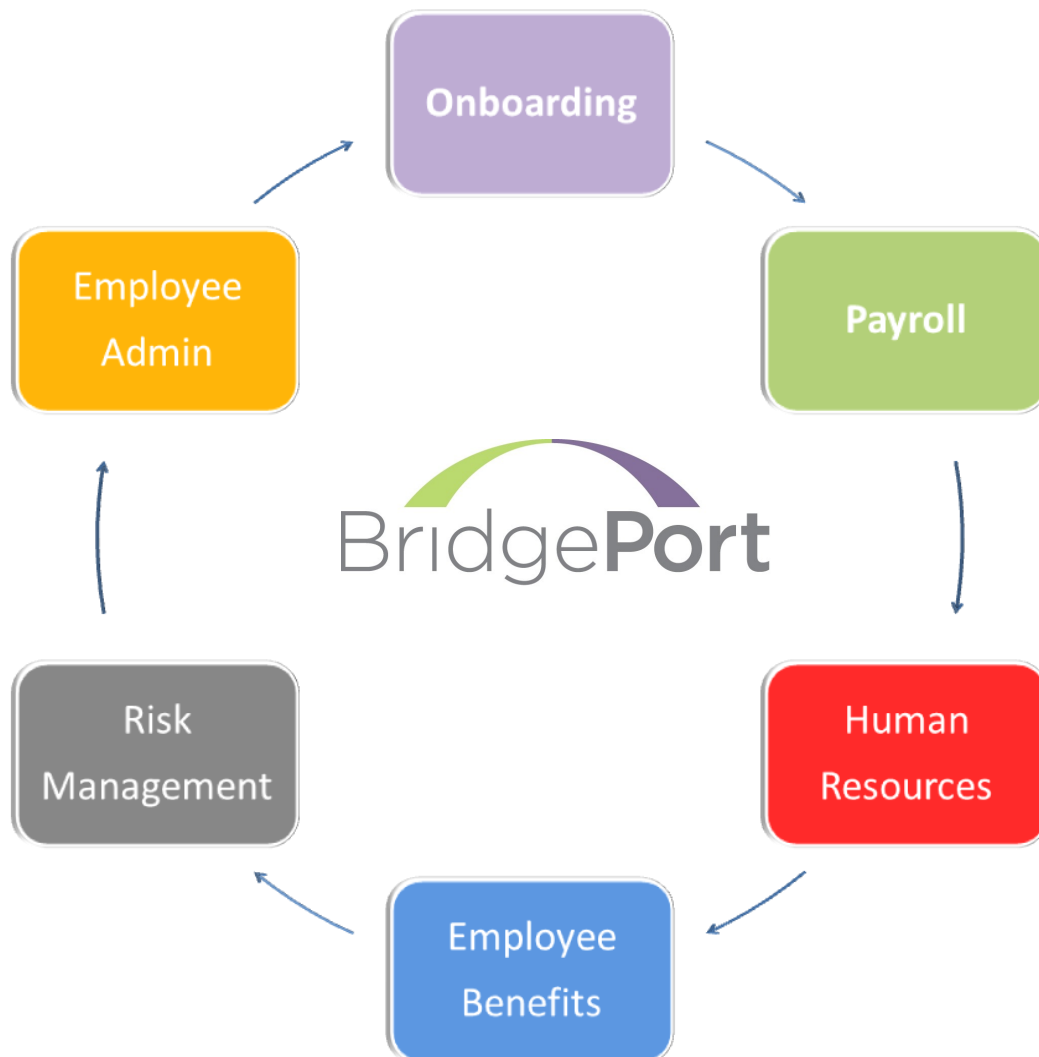 Onboarding
Payroll
Human
Resources
Employee
Benefits
Risk
Management
Employee
Admin
BridgePort